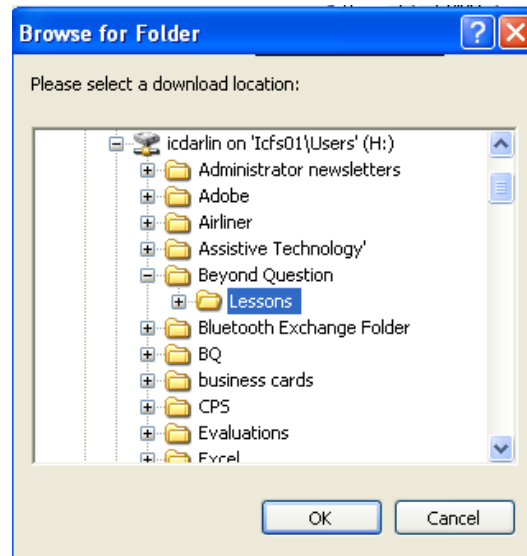 Browse for Folder
Please select a download location:
icdarlin on 'Icfs01\Users' (H:)
Administrator newsletters
Adobe
Airliner
Assistive Technology'
Beyond Question
Lessons
Bluetooth Exchange Folder
BQ
business cards
CPS
Evaluations
Excel
OK
Cancel